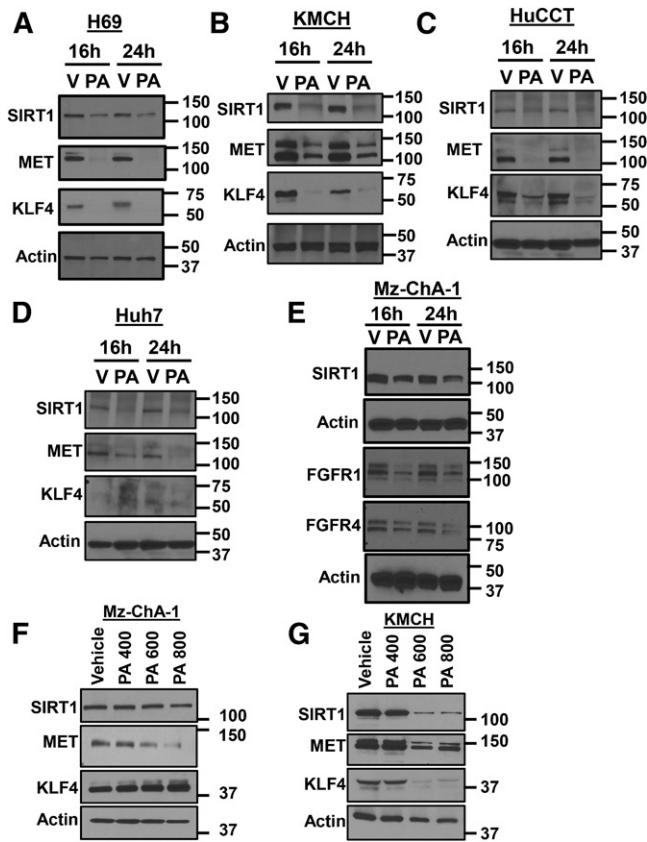 A
H69
16h 24h
V PA V PA
SIRT1
150
100
MET
150
100
KLF4
75
50
Actin
50
37
B
KMCH
16h 24h
V PA V PA
SIRT1
150
100
MET
150
100
KLF4
75
50
Actin
50
37
C
HuCCT
16h 24h
V PA V PA
SIRT1
150
100
MET
150
100
KLF4
75
50
Actin
50
37
D
Huh7
16h 24h
V PA V PA
SIRT1
150
100
MET
150
100
KLF4
75
50
Actin
50
37
E
Mz-ChA-1
16h 24h
V PA V PA
SIRT1
150
100
Actin
50
37
FGFR1
150
100
FGFR4
100
75
Actin
50
37
F
Mz-ChA-1
Vehicle
PA 400
PA 600
PA 800
SIRT1
100
MET
150
KLF4
37
Actin
37
G
KMCH
Vehicle
PA 400
PA 600
PA 800
SIRT1
100
MET
150
KLF4
37
Actin
37